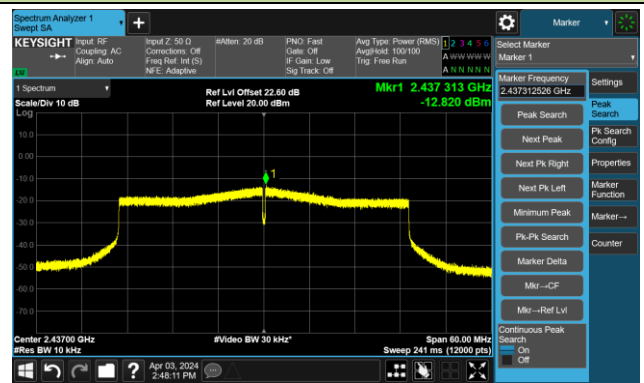 Spectrum Analyzer 1
Swept SA
+
Marker
KEYSIGHT
Input: RF
Coupling: AC
Align: Auto
Input Z: 50 Ω
Corrections: Off
Freq Ref: Int (S)
NFE: Adaptive
#Atten: 20 dB
PNO: Fast
Gate: Off
IF Gain: Low
Sig Track: Off
Avg Type: Power (RMS)
Avg|Hold: 100/100
Trig: Free Run
1 2 3 4 5 6
A W W W W W
A N N N N N
LW
Select Marker
Marker 1
1 Spectrum
Scale/Div 10 dB
Log
Ref Lvl Offset 22.60 dB
Ref Level 20.00 dBm
Mkr1 2.437 313 GHz
-12.820 dBm
10.0
0.00
-10.0
-20.0
-30.0
-40.0
-50.0
-60.0
-70.0
1
Center 2.43700 GHz
#Res BW 10 kHz
#Video BW 30 kHz*
Span 60.00 MHz
Sweep 241 ms (12000 pts)
Marker Frequency
2.437312526 GHz
Peak Search
Next Peak
Next Pk Right
Next Pk Left
Minimum Peak
Pk-Pk Search
Marker Delta
Mkr→CF
Mkr→Ref Lvl
Continuous Peak
Search
On
Off
Settings
Peak
Search
Pk Search
Config
Properties
Marker
Function
Marker→
Counter
?
Apr 03, 2024
2:48:11 PM